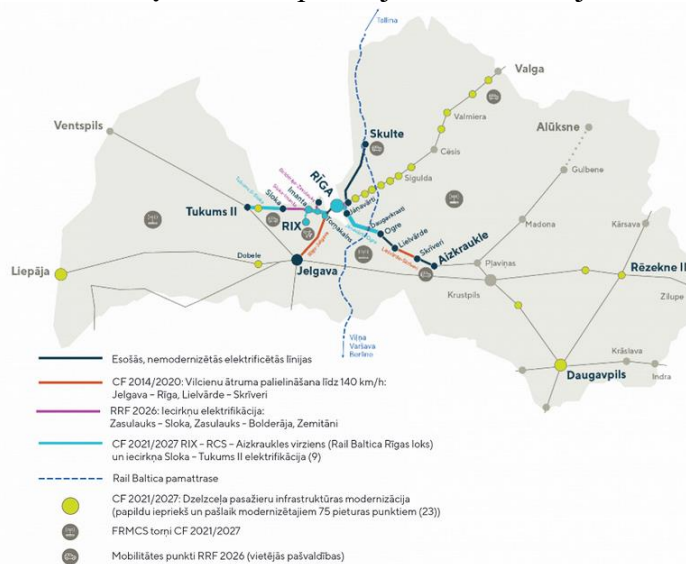 Tallina
Valga
Ventspils
Valmiera
Alūksne
Skulte
Cēsis
Gulbene
RĪGA
Sigulda
Imanta
Sloka
Jāņavārti
Tukums II
Daugavkrasti
Madona
Kārsava
RIX
Torņakalns
Ogre
Lielvārde
Skrīveri
Aizkraukle
Pļaviņas
Liepāja
Dobele
Jelgava
Rēzekne II
Krustpils
Zilupe
Viļņa
Varšava
Berlīne
Krāslava
Daugavpils
Indra
Esošās, nemodernizētās elektrificētās līnijas
CF 2014/2020: Vilcienu ātruma palielināšana līdz 140 km/h:
Jelgava – Rīga, Lielvārde – Skrīveri
RRF 2026: Iecirkņu elektrifikācija:
Zasulauks – Sloka, Zasulauks – Bolderāja, Zemitāni
CF 2021/2027 RIX – RCS – Aizkraukles virziens (Rail Baltica Rīgas loks)
un iecirkņa Sloka – Tukums II elektrifikācija (9)
Rail Baltica pamattrase
CF 2021/2027: Dzelzceļa pasažieru infrastruktūras modernizācija
(papildu iepriekš un pašlaik modernizētajiem 75 pieturas punktiem (23))
FRMCS torņi CF 2021/2027
Mobilitātes punkti RRF 2026 (vietējās pašvaldības)